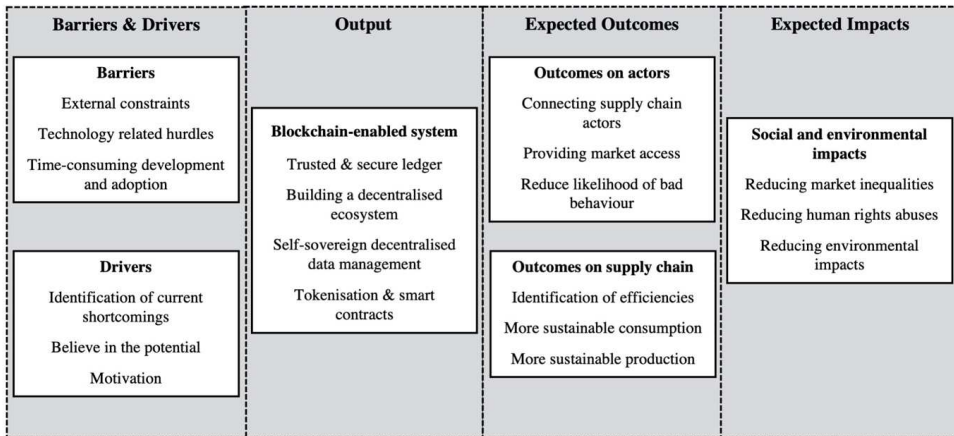 Barriers & Drivers
Barriers
External constraints
Technology related hurdles
Time-consuming development
and adoption
Drivers
Identification of current
shortcomings
Believe in the potential
Motivation
Output
Blockchain-enabled system
Trusted & secure ledger
Building a decentralised
ecosystem
Self-sovereign decentralised
data management
Tokenisation & smart
contracts
Expected Outcomes
Outcomes on actors
Connecting supply chain
actors
Providing market access
Reduce likelihood of bad
behaviour
Outcomes on supply chain
Identification of efficiencies
More sustainable consumption
More sustainable production
Expected Impacts
Social and environmental
impacts
Reducing market inequalities
Reducing human rights abuses
Reducing environmental
impacts